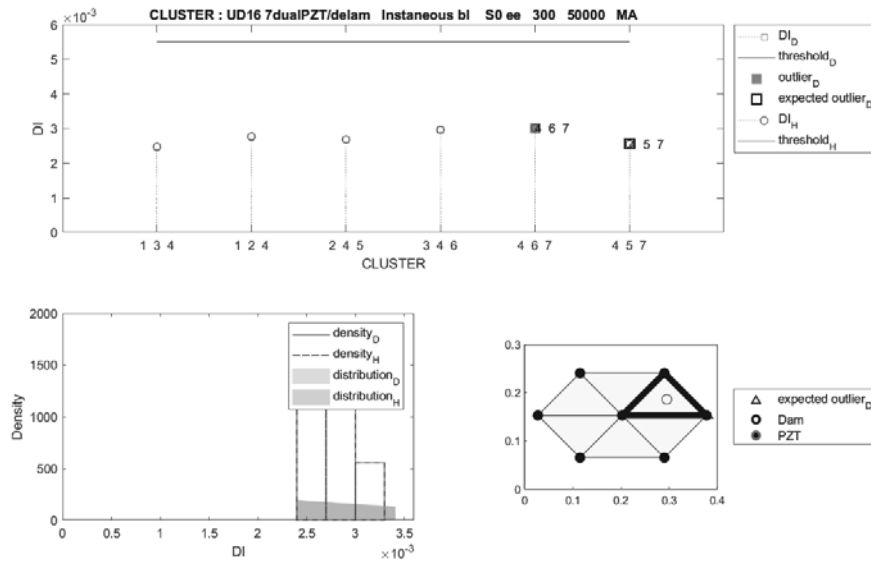 CLUSTER : UD16 7dualPZT/delam Instaneous bl S0 ee 300 50000 MA
×10⁻³
6
5
4
3
2
1
0
DI
4 6 7
5 7
1 3 4 1 2 4 2 4 5 3 4 6 4 6 7 4 5 7
CLUSTER
DI_D
threshold_D
outlier_D
expected outlier_D
DI_H
threshold_H
2000
1500
1000
500
0
Density
density_D
density_H
distribution_D
distribution_H
0 0.5 1 1.5 2 2.5 3 3.5
DI
×10⁻³
0.3
0.2
0.1
0
0 0.1 0.2 0.3 0.4
expected outlier_D
Dam
PZT